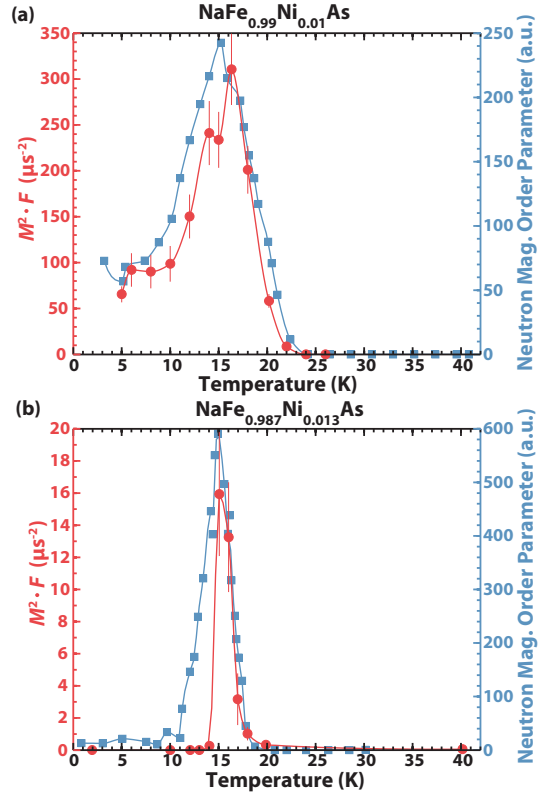 (a)
NaFe0.99Ni0.01As
350
300
250
200
150
100
50
0
M²・F (μs⁻²)
250
200
150
100
50
0
Neutron Mag. Order Parameter (a.u.)
0 5 10 15 20 25 30 35 40
Temperature (K)
(b)
NaFe0.987Ni0.013As
20
18
16
14
12
10
8
6
4
2
0
M²・F (μs⁻²)
600
500
400
300
200
100
0
Neutron Mag. Order Parameter (a.u.)
0 5 10 15 20 25 30 35 40
Temperature (K)